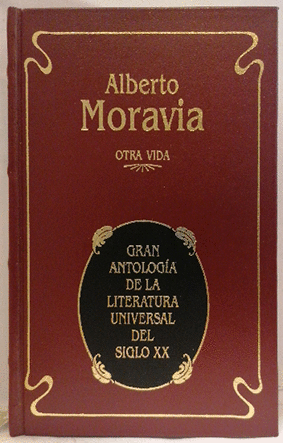 Alberto
Moravia
OTRA VIDA
GRAN
ANTOLOGÍA
DE LA
LITERATURA
UNIVERSAL
DEL
SIGLO XX